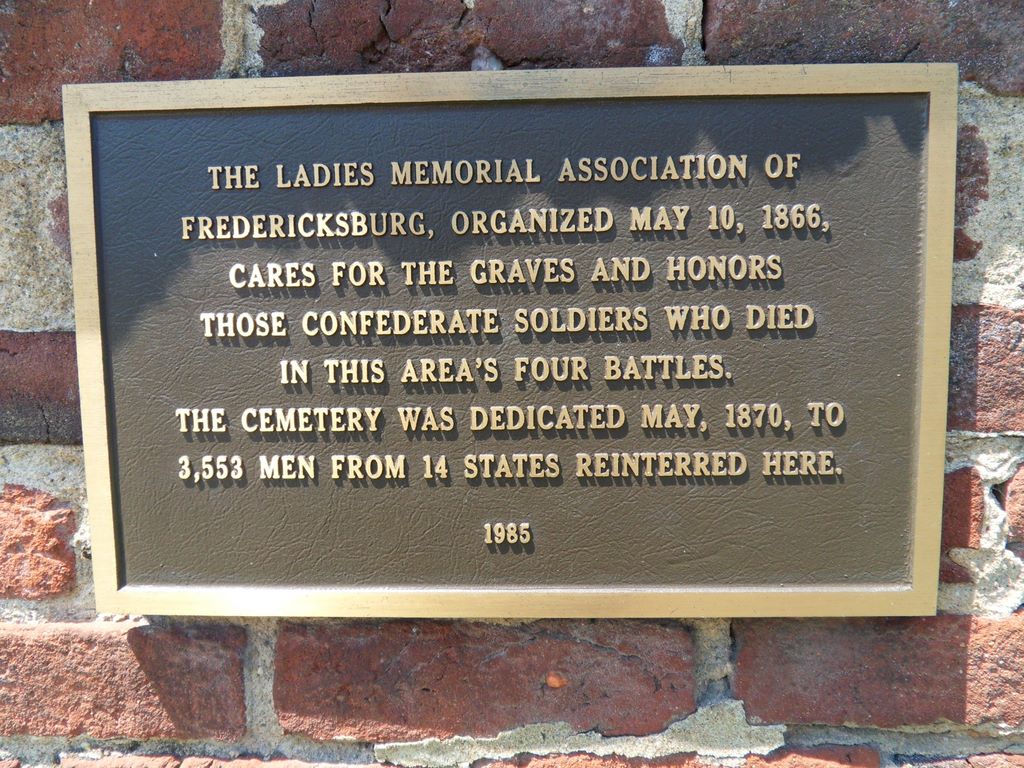 THE LADIES MEMORIAL ASSOCIATION OF
FREDERICKSBURG, ORGANIZED MAY 10, 1866,
CARES FOR THE GRAVES AND HONORS
THOSE CONFEDERATE SOLDIERS WHO DIED
IN THIS AREA'S FOUR BATTLES.
THE CEMETERY WAS DEDICATED MAY, 1870, TO
3,553 MEN FROM 14 STATES REINTERRED HERE.
1985